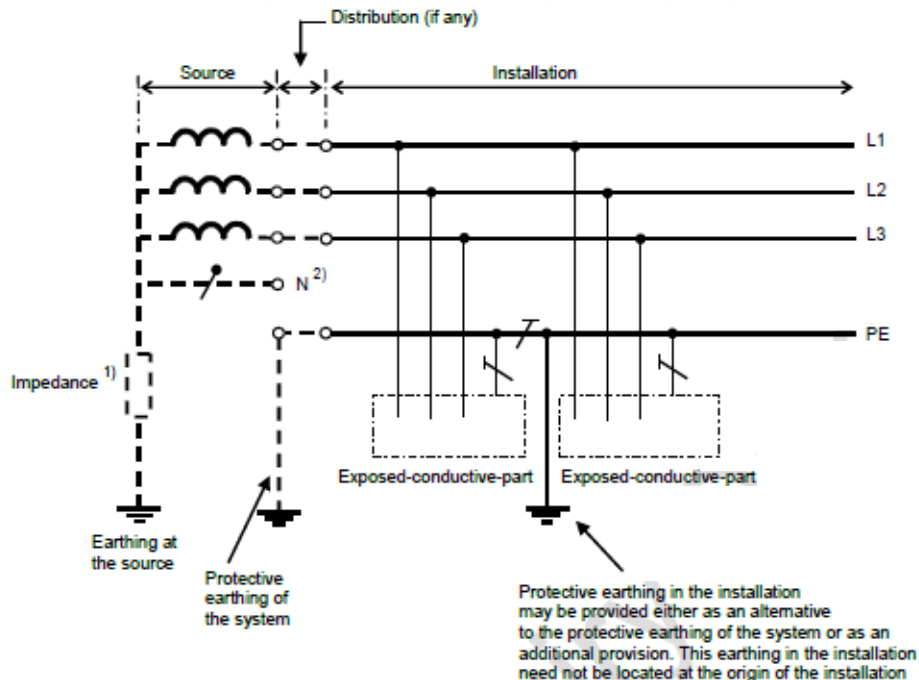 Distribution (if any)
Source
Installation
L1
L2
L3
N 2)
PE
Impedance 1)
Exposed-conductive-part
Exposed-conductive-part
Earthing at
the source
Protective
earthing of
the system
Protective earthing in the installation
may be provided either as an alternative
to the protective earthing of the system or as an
additional provision. This earthing in the installation
need not be located at the origin of the installation